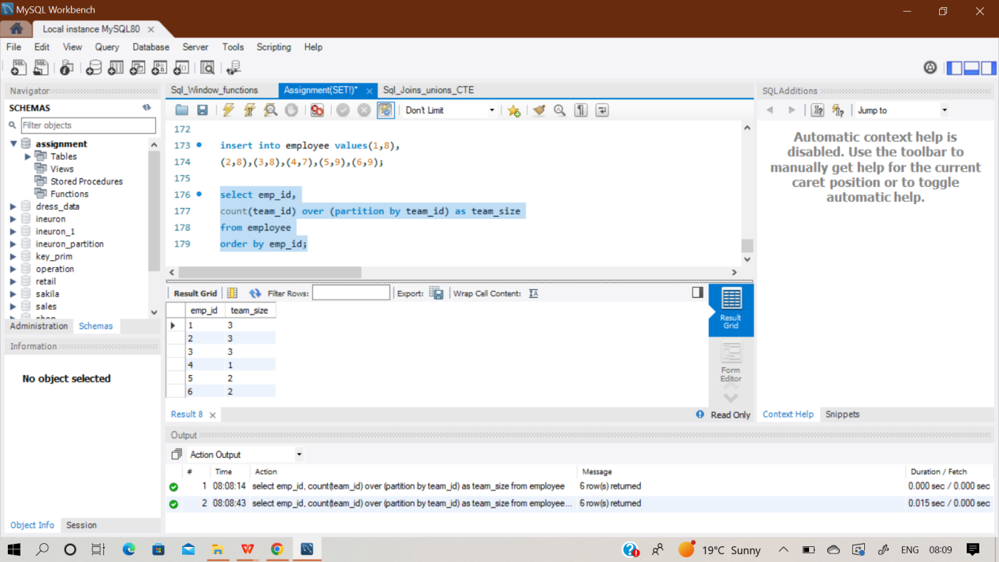 MySQL Workbench
Local instance MySQL80
File Edit View Query Database Server Tools Scripting Help
Navigator
SCHEMAS
Filter objects
assignment
Tables
Views
Stored Procedures
Functions
dress_data
ineuron
ineuron_1
ineuron_partition
key_prim
operation
retail
sakila
sales
Administration Schemas
Information
No object selected
Object Info Session
Sql_Window_functions Assignment(SET!)* Sql_Joins_unions_CTE
Don't Limit
172
173 insert into employee values(1,8),
174 (2,8),(3,8),(4,7),(5,9),(6,9);
175
176 select emp_id,
177 count(team_id) over (partition by team_id) as team_size
178 from employee
179 order by emp_id;
Result Grid Filter Rows: Export: Wrap Cell Content:
emp_id team_size
1 3
2 3
3 3
4 1
5 2
6 2
Result
Grid
Form
Editor
Result 8 Read Only
SQLAdditions
Jump to
Automatic context help is
disabled. Use the toolbar to
manually get help for the current
caret position or to toggle
automatic help.
Context Help Snippets
Output
Action Output
# Time Action Message Duration / Fetch
1 08:08:14 select emp_id, count(team_id) over (partition by team_id) as team_size from employee 6 row(s) returned 0.000 sec / 0.000 sec
2 08:08:43 select emp_id, count(team_id) over (partition by team_id) as team_size from employee... 6 row(s) returned 0.015 sec / 0.000 sec
19°C Sunny ENG 08:09